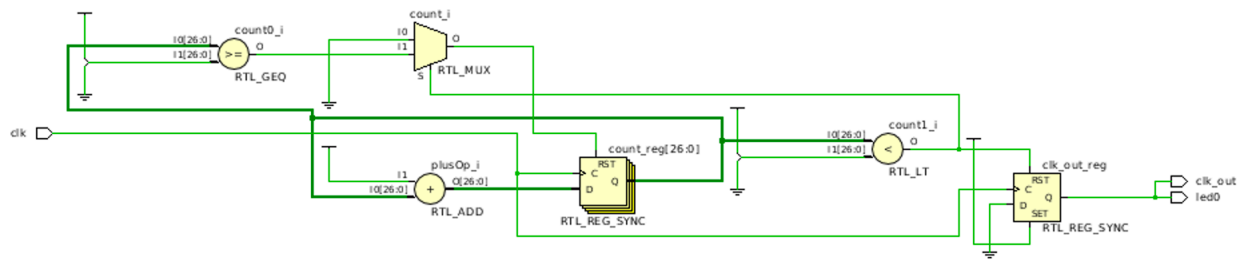 count0_i
I0[26:0]
I1[26:0]
>=
O
RTL_GEQ
count_i
I0
I1
S
O
RTL_MUX
clk
plusOp_i
I1
I0[26:0]
+
O[26:0]
RTL_ADD
count_reg[26:0]
RST
C
D
Q
RTL_REG_SYNC
count1_i
I0[26:0]
I1[26:0]
<
O
RTL_LT
clk_out_reg
RST
C
D
Q
SET
RTL_REG_SYNC
clk_out
led0